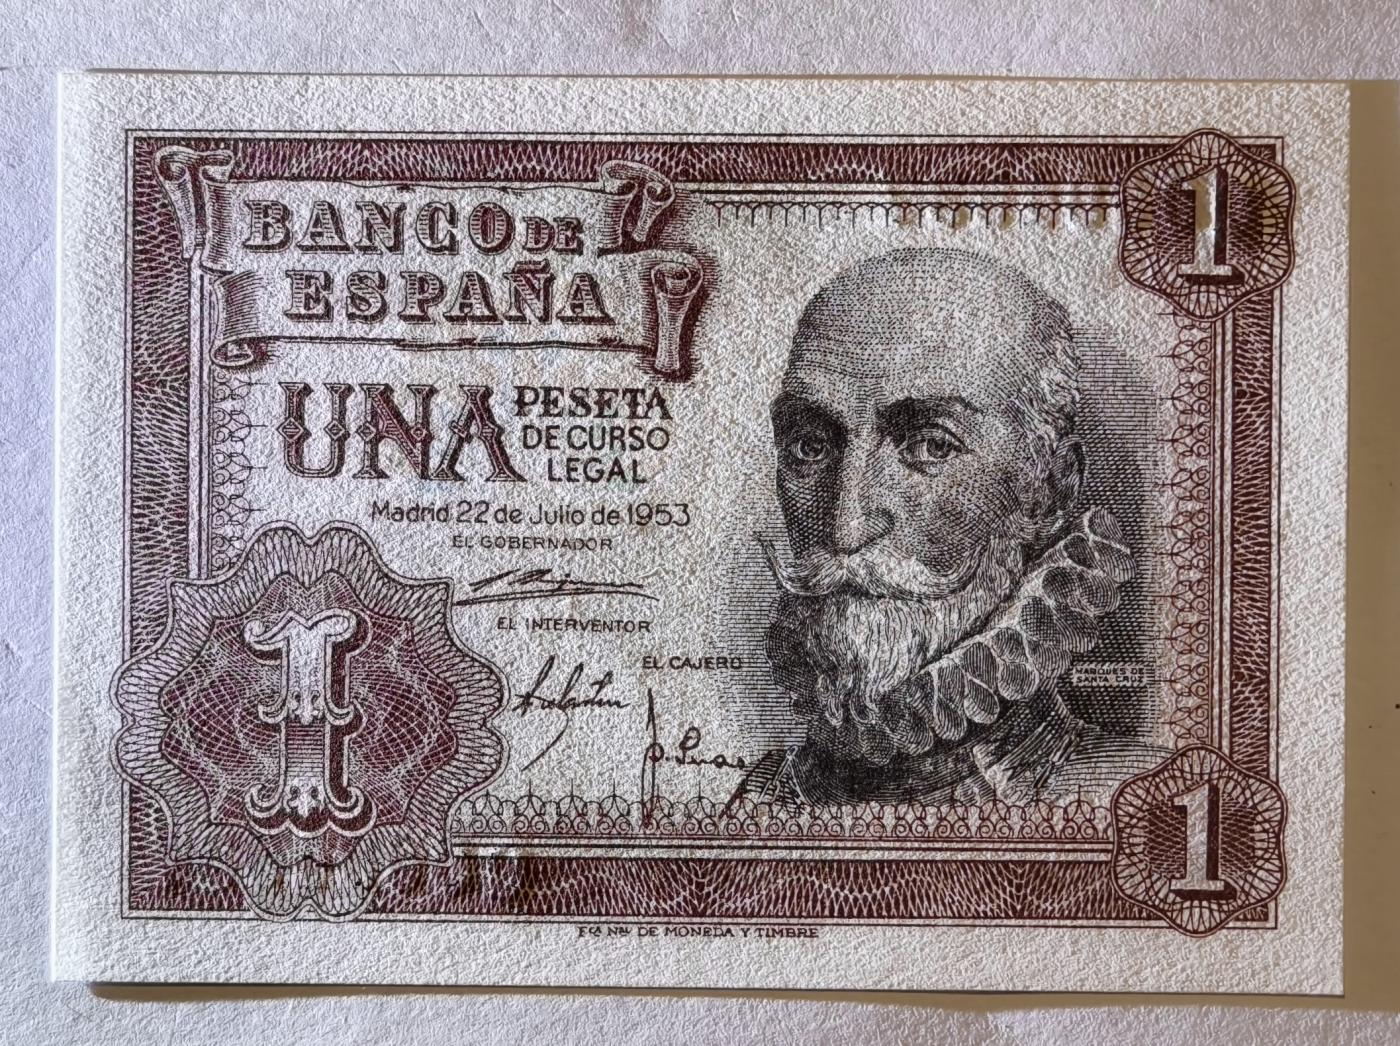 BANCO DE
ESPAÑA
1
UNA PESETA
DE CURSO
LEGAL
Madrid 22 de Julio de 1953
EL GOBERNADOR
EL INTERVENTOR
EL CAJERO
MARQUES DE
SANTA CRUZ
1
1
Fca Nal DE MONEDA Y TIMBRE